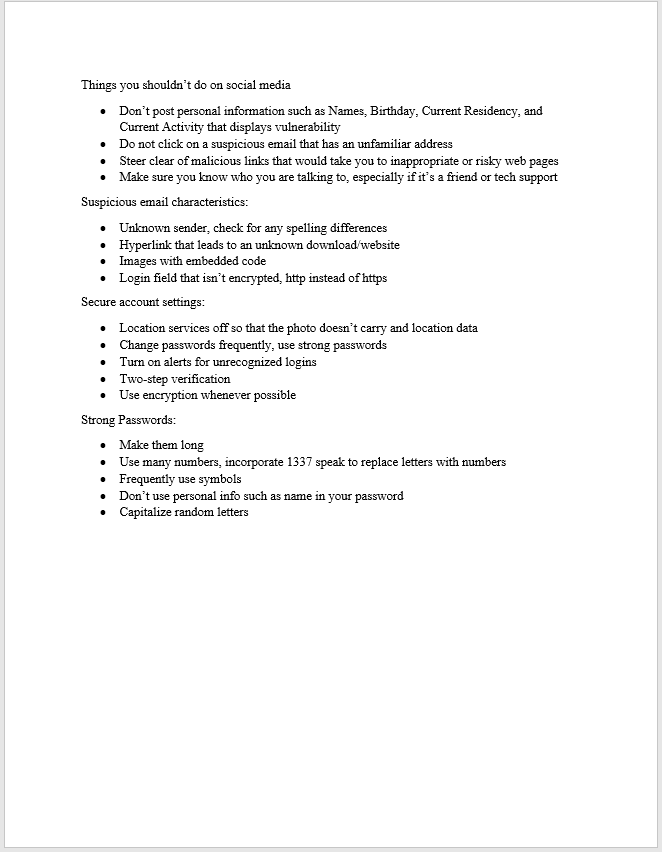 Things you shouldn’t do on social media
• Don’t post personal information such as Names, Birthday, Current Residency, and
Current Activity that displays vulnerability
• Do not click on a suspicious email that has an unfamiliar address
• Steer clear of malicious links that would take you to inappropriate or risky web pages
• Make sure you know who you are talking to, especially if it’s a friend or tech support
Suspicious email characteristics:
• Unknown sender, check for any spelling differences
• Hyperlink that leads to an unknown download/website
• Images with embedded code
• Login field that isn’t encrypted, http instead of https
Secure account settings:
• Location services off so that the photo doesn’t carry and location data
• Change passwords frequently, use strong passwords
• Turn on alerts for unrecognized logins
• Two-step verification
• Use encryption whenever possible
Strong Passwords:
• Make them long
• Use many numbers, incorporate 1337 speak to replace letters with numbers
• Frequently use symbols
• Don’t use personal info such as name in your password
• Capitalize random letters